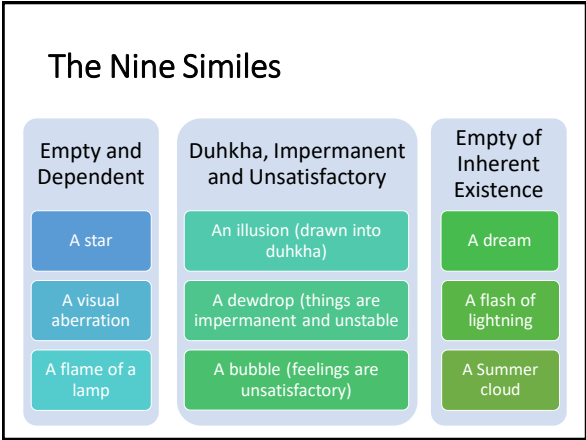 The Nine Similes
Empty and
Dependent
A star
A visual
aberration
A flame of a
lamp
Duhkha, Impermanent
and Unsatisfactory
An illusion (drawn into
duhkha)
A dewdrop (things are
impermanent and unstable
A bubble (feelings are
unsatisfactory)
Empty of
Inherent
Existence
A dream
A flash of
lightning
A Summer
cloud